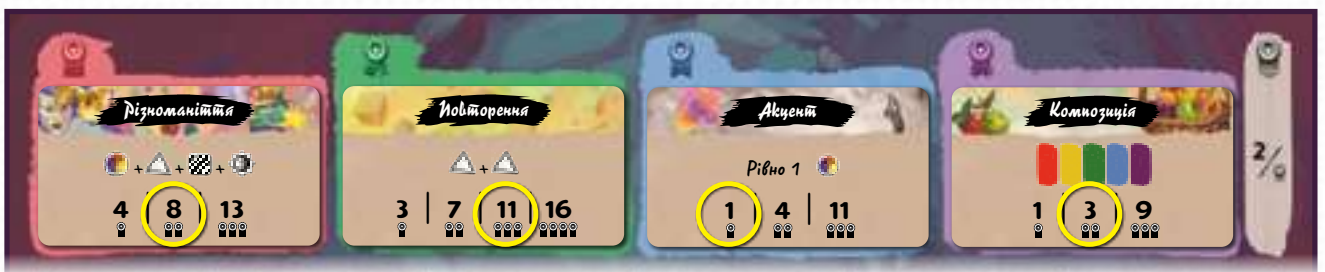 Різноманіття
+ + +
4 | 8 | 13
Повторення
+
3 | 7 | 11 | 16
Акцент
Рівно 1
1 | 4 | 11
Композиція
1 | 3 | 9
2/